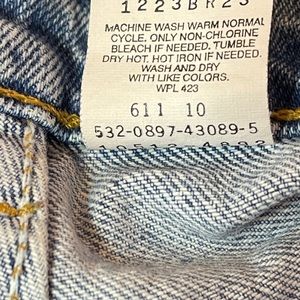 1223BR23
MACHINE WASH WARM NORMAL
CYCLE. ONLY NON-CHLORINE
BLEACH IF NEEDED. TUMBLE
DRY HOT. HOT IRON IF NEEDED.
WASH AND DRY
WITH LIKE COLORS.
WPL 423
611 10
532-0897-43089-5